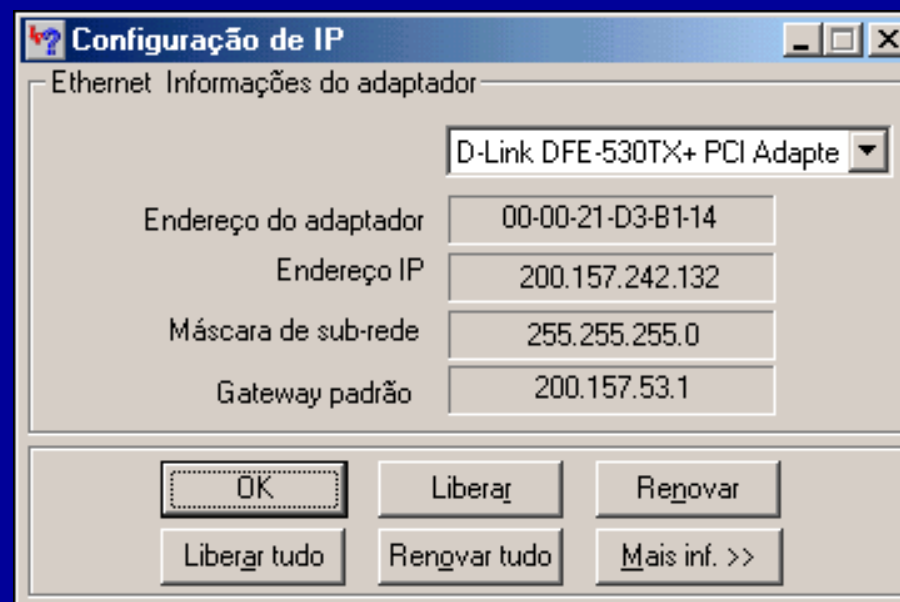 Configuração de IP
Ethernet Informações do adaptador
D-Link DFE-530TX+ PCI Adapte
Endereço do adaptador 00-00-21-D3-B1-14
Endereço IP 200.157.242.132
Máscara de sub-rede 255.255.255.0
Gateway padrão 200.157.53.1
OK Liberar Renovar
Liberar tudo Renovar tudo Mais inf. >>